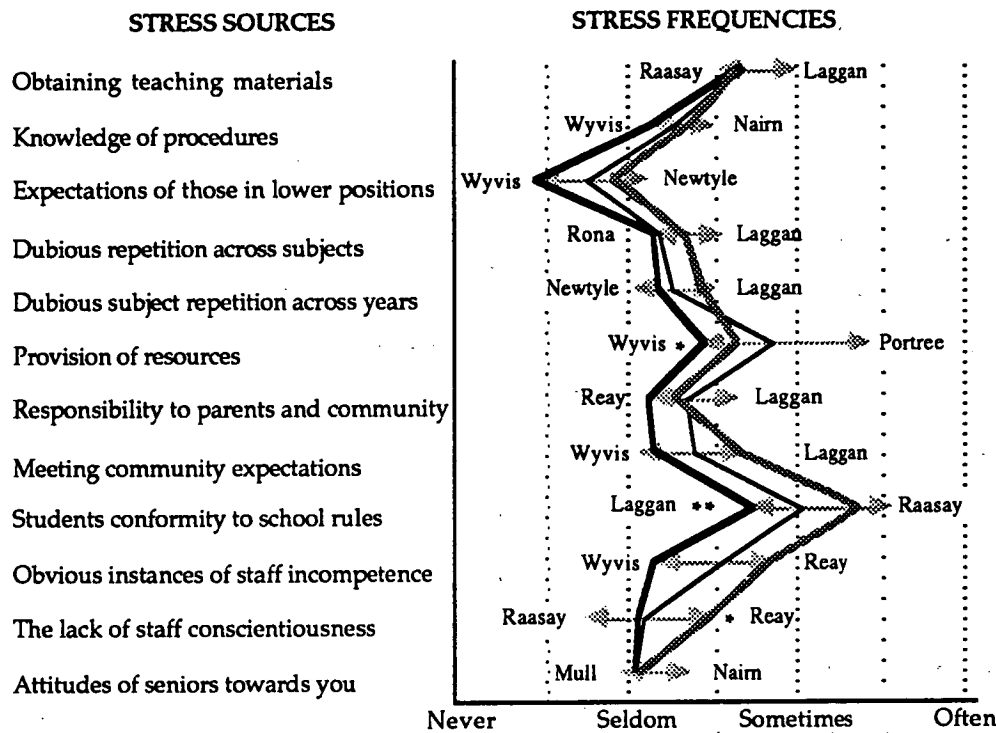 STRESS SOURCES STRESS FREQUENCIES
Obtaining teaching materials Raasay Laggan
Knowledge of procedures Wyvis Nairn
Expectations of those in lower positions Wyvis Newtyle
Dubious repetition across subjects Rona Laggan
Dubious subject repetition across years Newtyle Laggan
Provision of resources Wyvis * Portree
Responsibility to parents and community Reay Laggan
Meeting community expectations Wyvis Laggan
Students conformity to school rules Laggan ** Raasay
Obvious instances of staff incompetence Wyvis Reay
The lack of staff conscientiousness Raasay * Reay
Attitudes of seniors towards you Mull Nairn
Never Seldom Sometimes Often